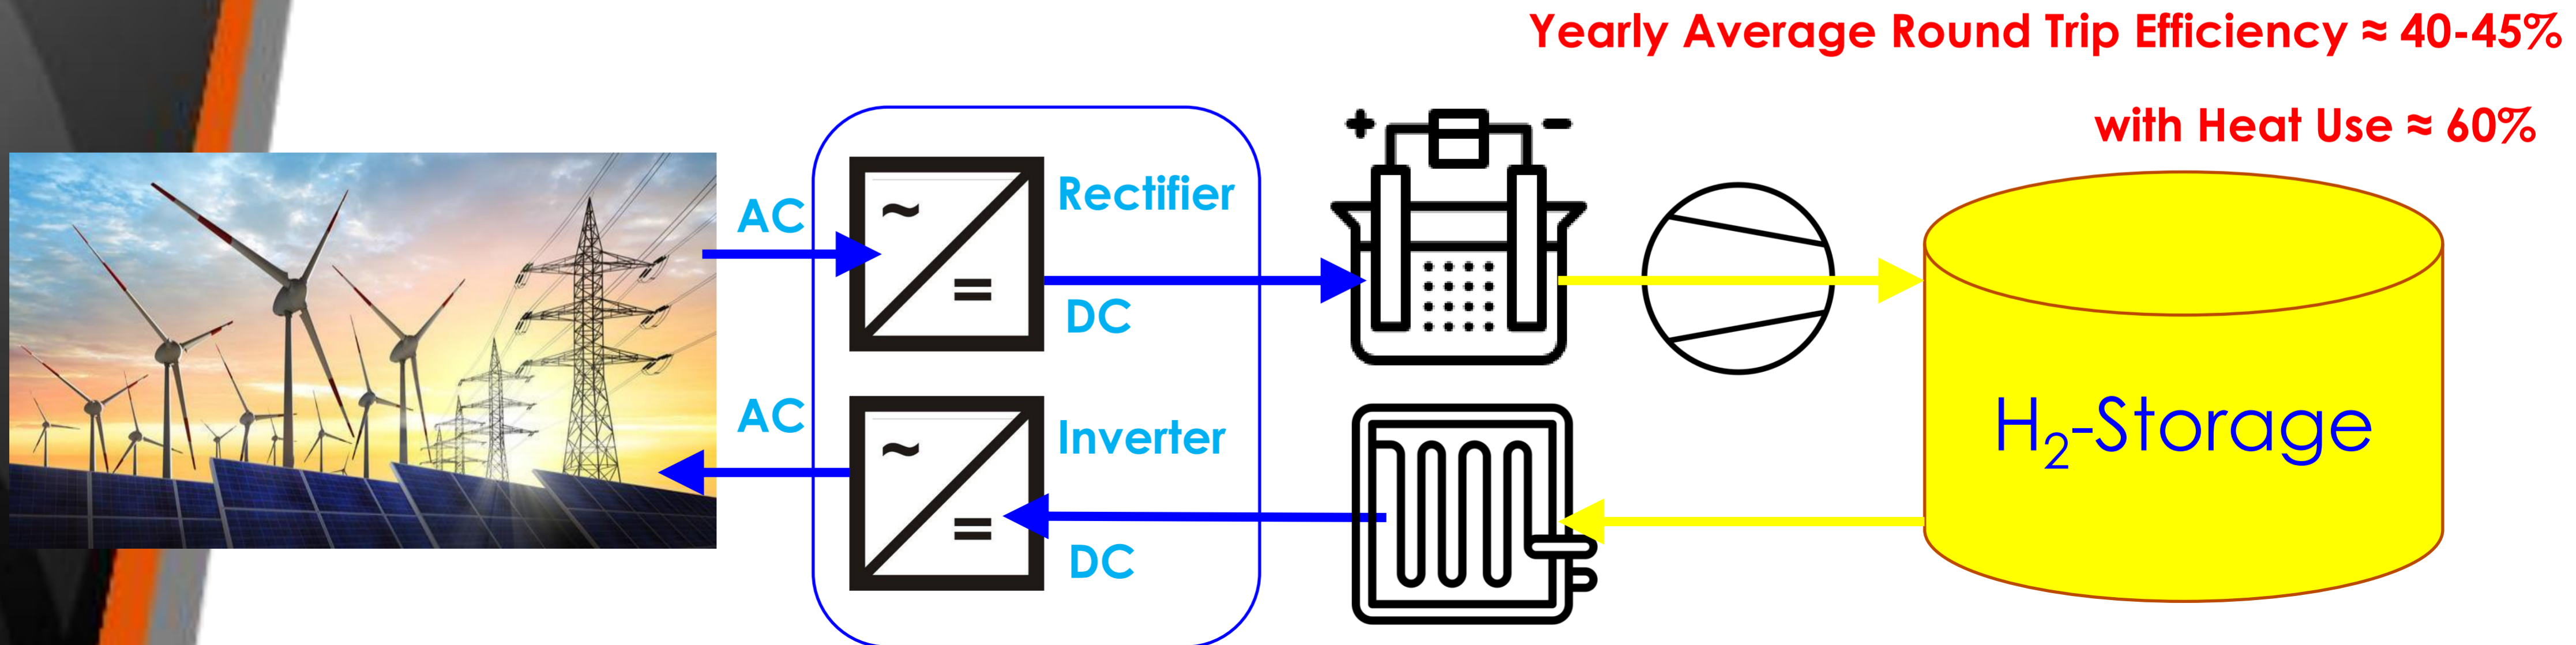 Yearly Average Round Trip Efficiency ≈ 40-45%
with Heat Use ≈ 60%
AC
~
=
Rectifier
DC
+
-
AC
~
=
Inverter
DC
H₂-Storage